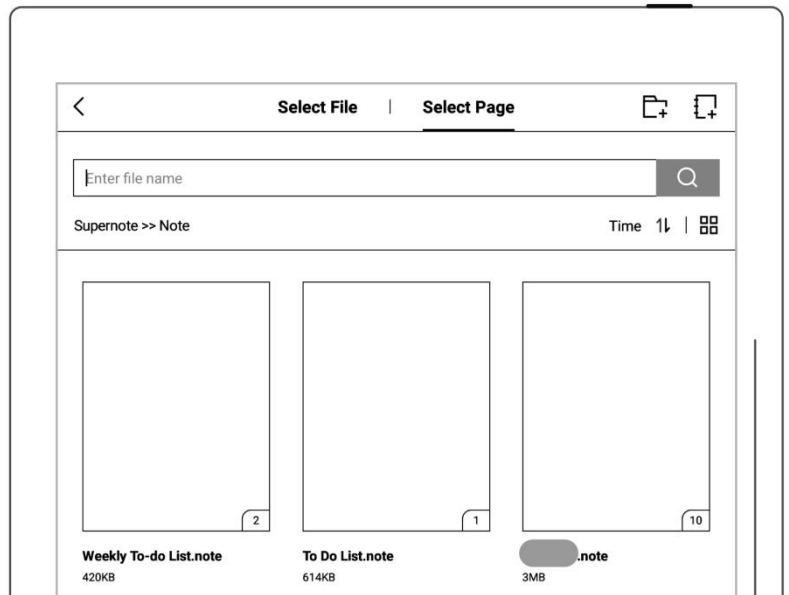 Select File | Select Page
Enter file name
Supernote >> Note
Time
2
1
10
Weekly To-do List.note
To Do List.note
.note
420KB
614KB
3MB